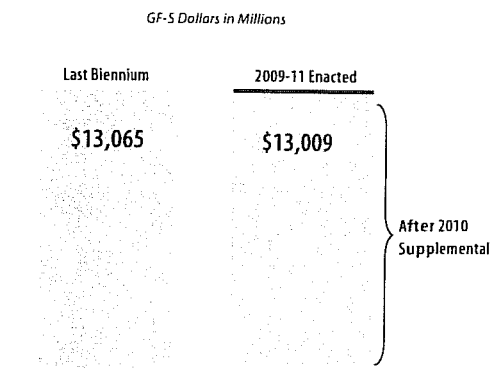 GF-S Dollars in Millions
Last Biennium
2009-11 Enacted
$13,065
$13,009
After 2010
Supplemental